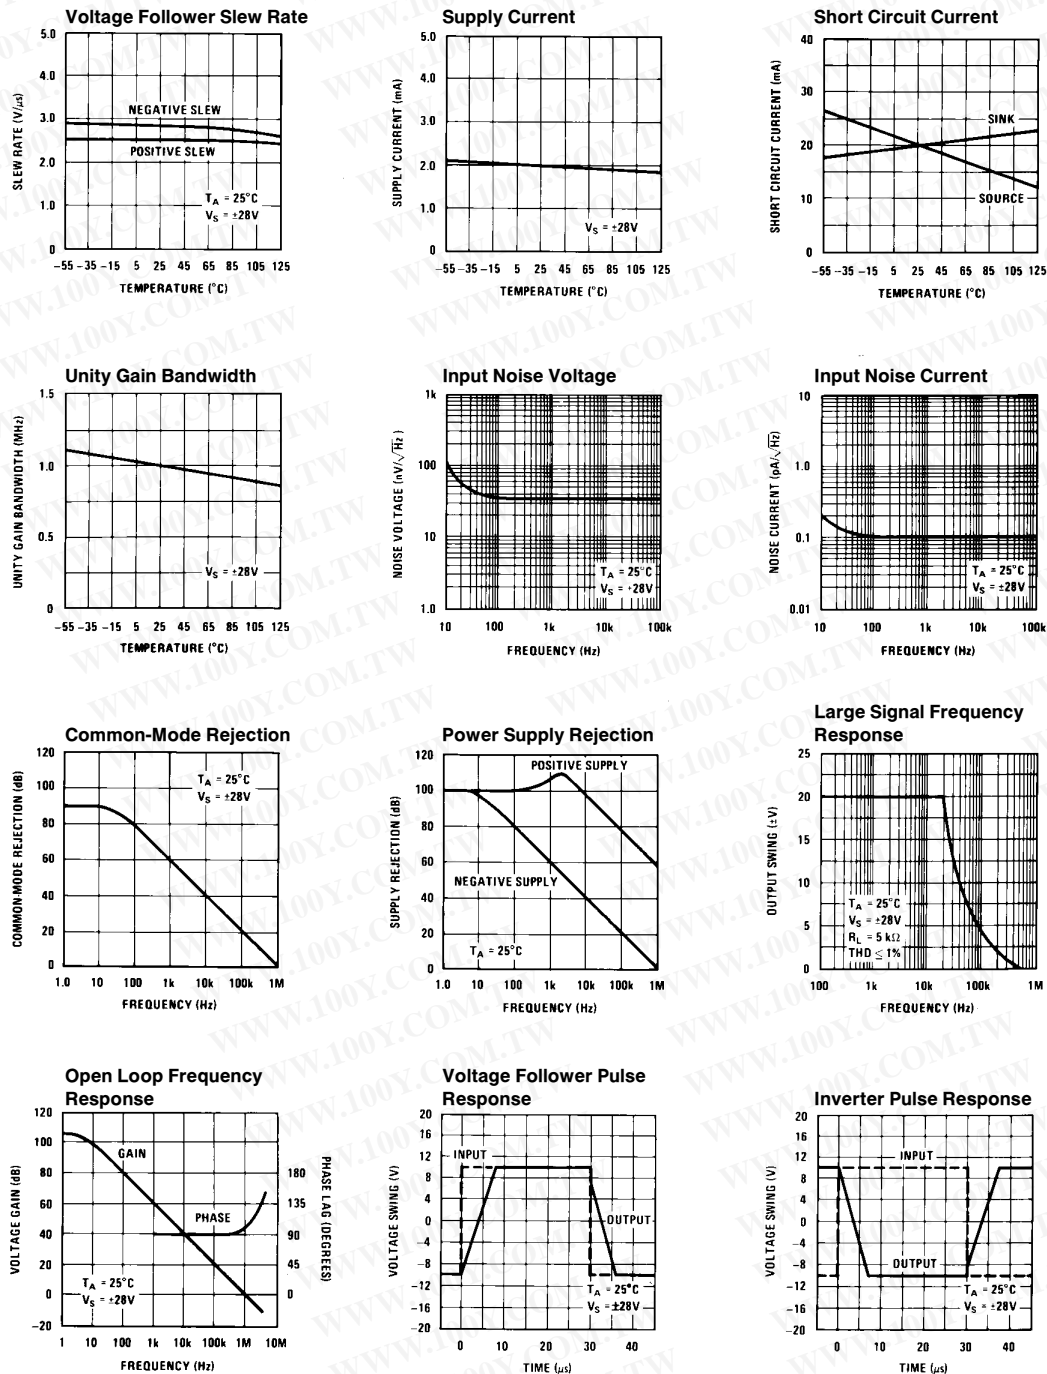 Voltage Follower Slew Rate
5.0
4.0
3.0
2.0
1.0
0
SLEW RATE (V/µs)
NEGATIVE SLEW
POSITIVE SLEW
TA = 25°C
VS = ±28V
−55 −35 −15 5 25 45 65 85 105 125
TEMPERATURE (°C)
Supply Current
5.0
4.0
3.0
2.0
1.0
0
SUPPLY CURRENT (mA)
VS = ±28V
−55 −35 −15 5 25 45 65 85 105 125
TEMPERATURE (°C)
Short Circuit Current
40
30
20
10
0
SHORT CIRCUIT CURRENT (mA)
SINK
SOURCE
−55 −35 −15 5 25 45 65 85 105 125
TEMPERATURE (°C)
Unity Gain Bandwidth
1.5
1.0
0.5
0
UNITY GAIN BANDWIDTH (MHz)
VS = ±28V
−55 −35 −15 5 25 45 65 85 105 125
TEMPERATURE (°C)
Input Noise Voltage
1k
100
10
1.0
NOISE VOLTAGE (nV/√Hz)
TA = 25°C
VS = ±28V
10 100 1k 10k 100k
FREQUENCY (Hz)
Input Noise Current
10
1.0
0.1
0.01
NOISE CURRENT (pA/√Hz)
TA = 25°C
VS = ±28V
10 100 1k 10k 100k
FREQUENCY (Hz)
Common-Mode Rejection
120
100
80
60
40
20
0
COMMON-MODE REJECTION (dB)
TA = 25°C
VS = ±28V
1.0 10 100 1k 10k 100k 1M
FREQUENCY (Hz)
Power Supply Rejection
120
100
80
60
40
20
0
SUPPLY REJECTION (dB)
POSITIVE SUPPLY
NEGATIVE SUPPLY
TA = 25°C
1.0 10 100 1k 10k 100k 1M
FREQUENCY (Hz)
Large Signal Frequency
Response
25
20
15
10
5
0
OUTPUT SWING (±V)
TA = 25°C
VS = ±28V
RL = 5 kΩ
THD ≤ 1%
100 1k 10k 100k 1M
FREQUENCY (Hz)
Open Loop Frequency
Response
120
100
80
60
40
20
0
−20
VOLTAGE GAIN (dB)
GAIN
PHASE
TA = 25°C
VS = ±28V
180
135
90
45
0
PHASE LAG (DEGREES)
1 10 100 1k 10k 100k 1M 10M
FREQUENCY (Hz)
Voltage Follower Pulse
Response
20
16
12
8
4
0
−4
−8
−12
−16
−20
VOLTAGE SWING (V)
INPUT
OUTPUT
TA = 25°C
VS = ±28V
0 10 20 30 40
TIME (µs)
Inverter Pulse Response
20
16
12
8
4
0
−4
−8
−12
−16
−20
VOLTAGE SWING (V)
INPUT
OUTPUT
TA = 25°C
VS = ±28V
0 10 20 30 40
TIME (µs)
WWW.100Y.COM.TW